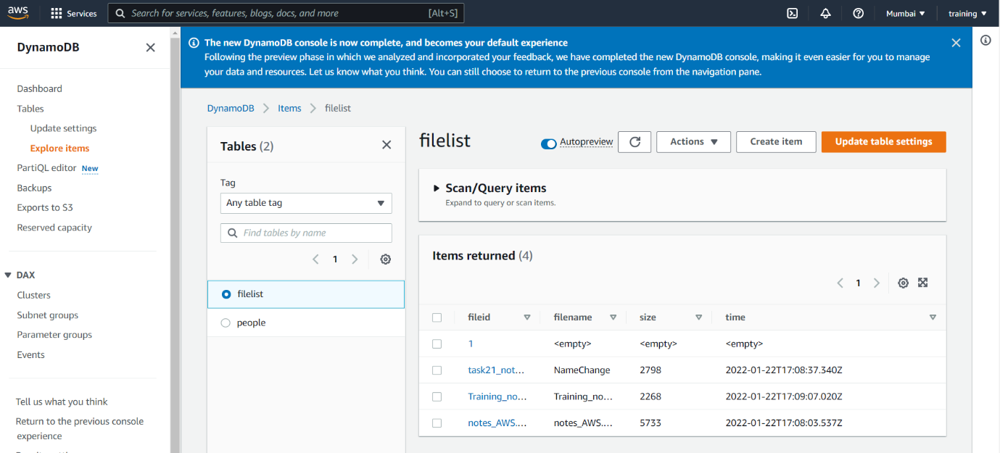 aws
Services
Search for services, features, blogs, docs, and more
[Alt+S]
Mumbai
training
DynamoDB
Dashboard
Tables
Update settings
Explore items
PartiQL editor New
Backups
Exports to S3
Reserved capacity
DAX
Clusters
Subnet groups
Parameter groups
Events
Tell us what you think
Return to the previous console
experience
The new DynamoDB console is now complete, and becomes your default experience
Following the preview phase in which we analyzed and incorporated your feedback, we have completed the new DynamoDB console, making it even easier for you to manage
your data and resources. Let us know what you think. You can still choose to return to the previous console from the navigation pane.
DynamoDB > Items > filelist
Tables (2)
Tag
Any table tag
Find tables by name
1
filelist
people
filelist
Autopreview
Actions
Create item
Update table settings
Scan/Query items
Expand to query or scan items.
Items returned (4)
1
fileid filename size time
1 <empty> <empty> <empty>
task21_not... NameChange 2798 2022-01-22T17:08:37.340Z
Training_no... Training_no... 2268 2022-01-22T17:09:07.020Z
notes_AWS.... notes_AWS.... 5733 2022-01-22T17:08:03.537Z